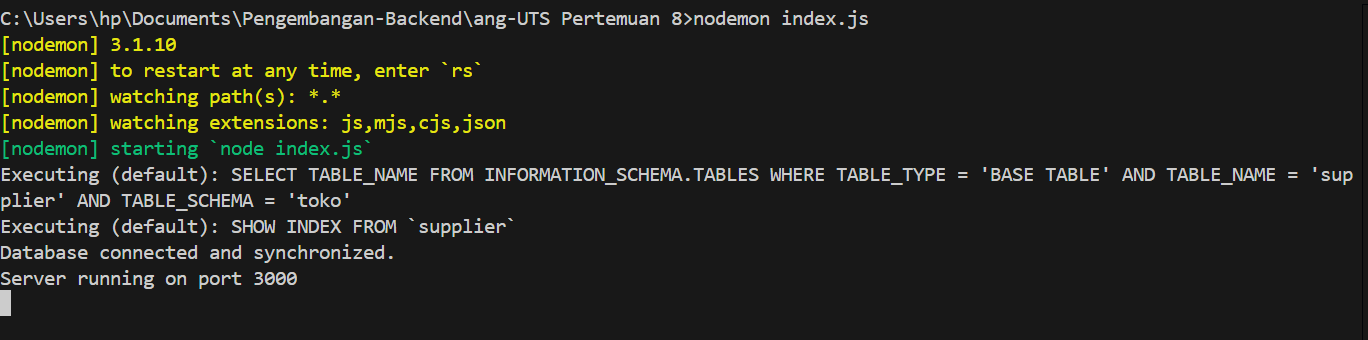 C:\Users\hp\Documents\Pengembangan-Backend\ang-UTS Pertemuan 8>nodemon index.js
[nodemon] 3.1.10
[nodemon] to restart at any time, enter `rs`
[nodemon] watching path(s): *.*
[nodemon] watching extensions: js,mjs,cjs,json
[nodemon] starting `node index.js`
Executing (default): SELECT TABLE_NAME FROM INFORMATION_SCHEMA.TABLES WHERE TABLE_TYPE = 'BASE TABLE' AND TABLE_NAME = 'sup
plier' AND TABLE_SCHEMA = 'toko'
Executing (default): SHOW INDEX FROM `supplier`
Database connected and synchronized.
Server running on port 3000